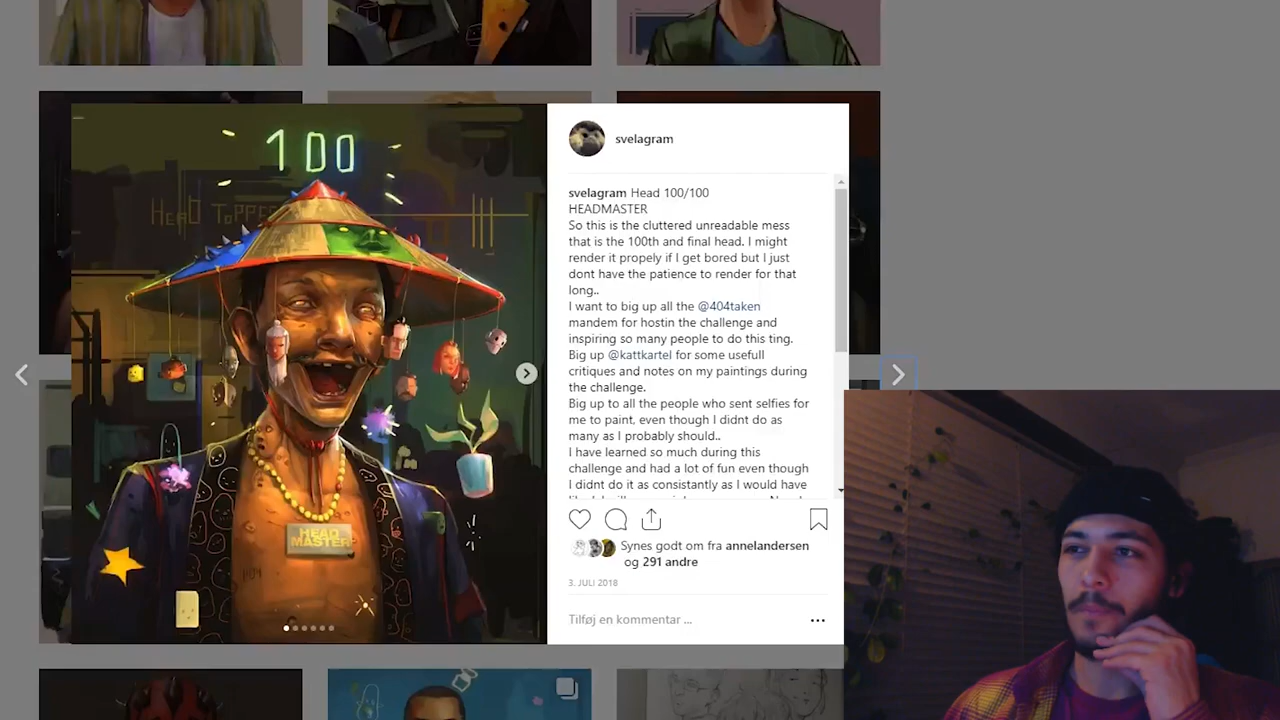 100
HEAD TOPPE
HEAD
MASTER
svelagram
svelagram Head 100/100
HEADMASTER
So this is the cluttered unreadable mess
that is the 100th and final head. I might
render it propely if I get bored but I just
dont have the patience to render for that
long..
I want to big up all the @404taken
mandem for hostin the challenge and
inspiring so many people to do this ting.
Big up @kattkartel for some usefull
critiques and notes on my paintings during
the challenge.
Big up to all the people who sent selfies for
me to paint, even though I didnt do as
many as I probably should..
I have learned so much during this
challenge and had a lot of fun even though
I didnt do it as consistantly as I would have
Synes godt om fra annelandersen
og 291 andre
3. JULI 2018
Tilføj en kommentar ...